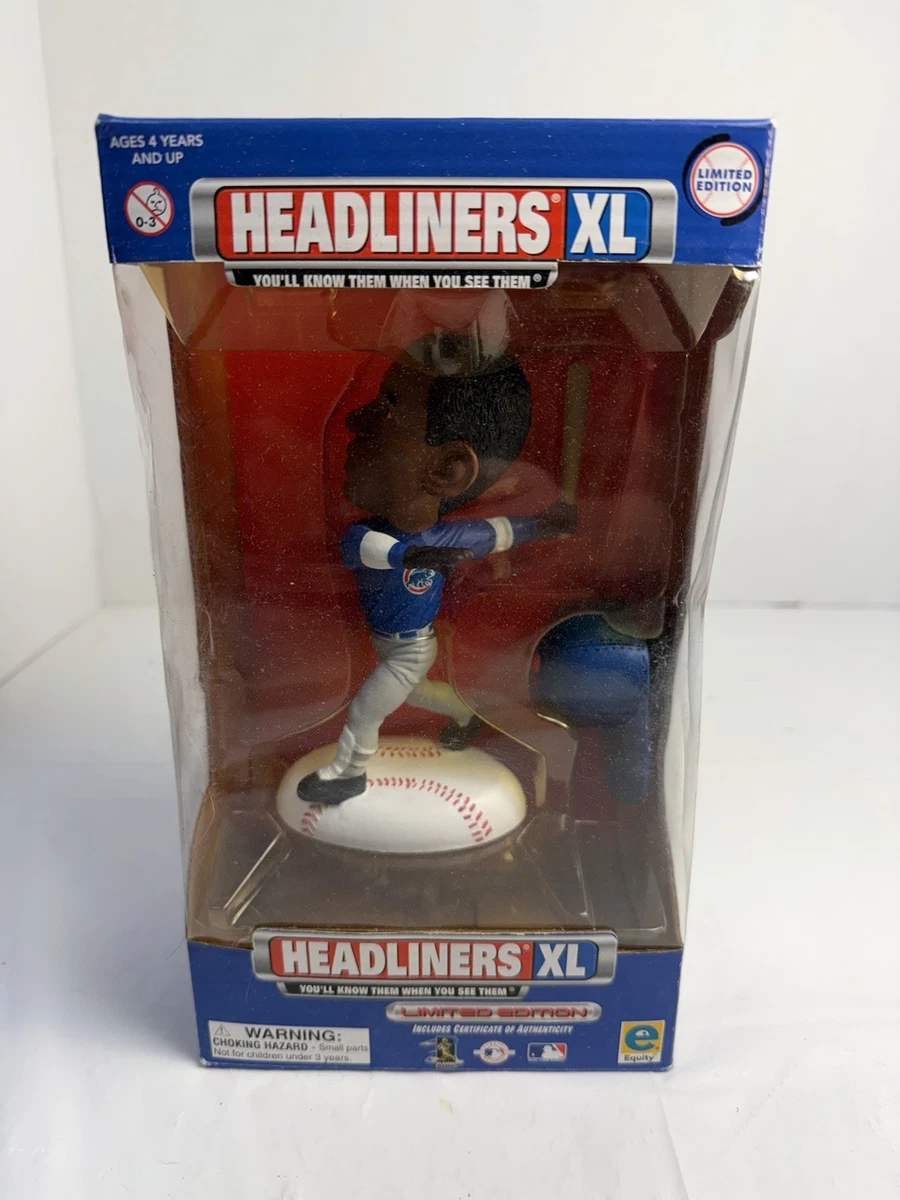 AGES 4 YEARS
AND UP
0-3
LIMITED
EDITION
HEADLINERS® XL
YOU'LL KNOW THEM WHEN YOU SEE THEM®
HEADLINERS® XL
YOU'LL KNOW THEM WHEN YOU SEE THEM®
LIMITED EDITION
INCLUDES CERTIFICATE OF AUTHENTICITY
⚠ WARNING:
CHOKING HAZARD - Small parts
Not for children under 3 years.
e
Equity